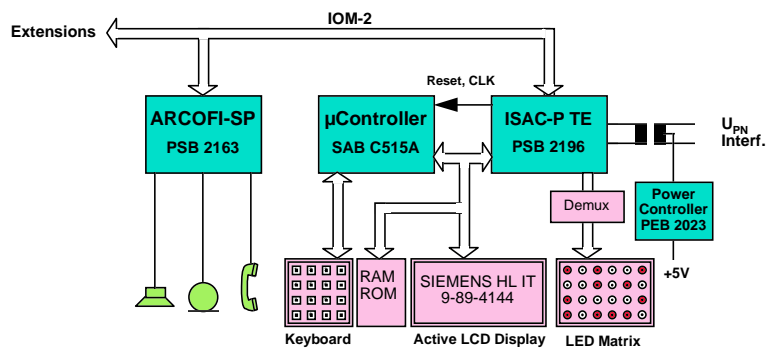 IOM-2
Extensions
Reset, CLK
ARCOFI-SP
PSB 2163
µController
SAB C515A
ISAC-P TE
PSB 2196
UPN
Interf.
Demux
Power
Controller
PEB 2023
+5V
RAM
ROM
SIEMENS HL IT
9-89-4144
Keyboard
Active LCD Display
LED Matrix